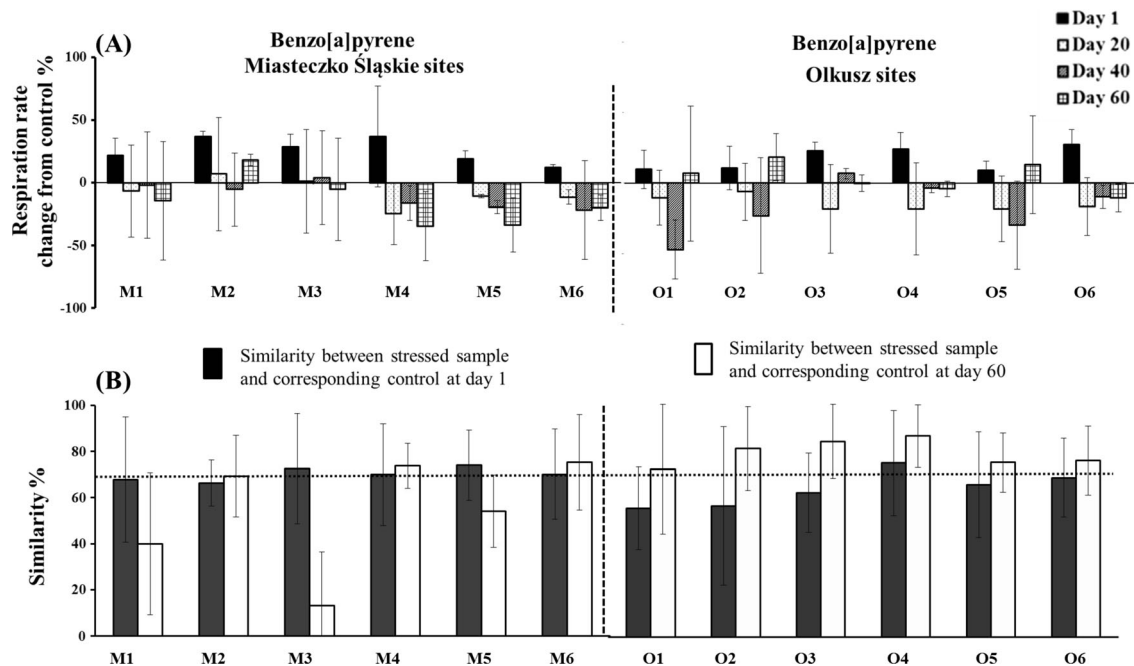 (A)
Benzo[a]pyrene
Miasteczko Śląskie sites
Benzo[a]pyrene
Olkusz sites
Day 1
Day 20
Day 40
Day 60
Respiration rate
change from control %
100
50
0
-50
-100
M1 M2 M3 M4 M5 M6 O1 O2 O3 O4 O5 O6
(B)
Similarity between stressed sample
and corresponding control at day 1
Similarity between stressed sample
and corresponding control at day 60
Similarity %
100
80
60
40
20
0
M1 M2 M3 M4 M5 M6 O1 O2 O3 O4 O5 O6